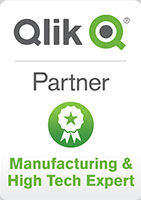 Qlik Q®
Partner
Manufacturing &
High Tech Expert